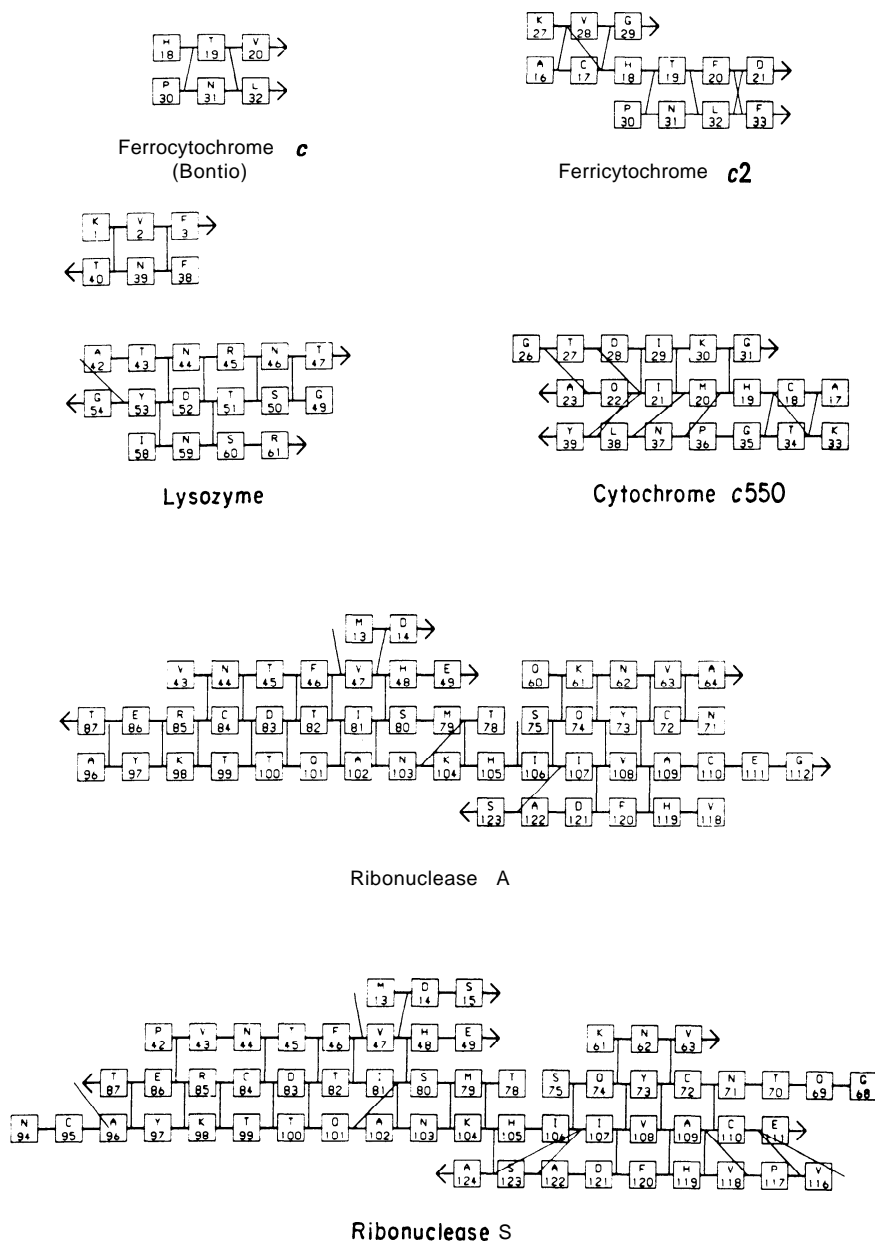 H T V
18 19 20
P N L
30 31 32
Ferrocytochrome c
(Bontio)
K V G
27 28 29
A C H T F D
16 17 18 19 20 21
P N L F
30 31 32 33
Ferricytochrome c2
K V F
1 2 3
T N F
40 39 38
A T N R N T
42 43 44 45 46 47
G Y D T S G
54 53 52 51 50 49
I N S R
58 59 60 61
Lysozyme
G T D I K G
26 27 28 29 30 31
A Q I M H C A
23 22 21 20 19 18 17
Y L N P G T K
39 38 37 36 35 34 33
Cytochrome c550
M D
13 14
V N T F V H E
43 44 45 46 47 48 49
Q K N V A
60 61 62 63 64
T E R C D T I S M T
87 86 85 84 83 82 81 80 79 78
S Q Y C N
75 74 73 72 71
A Y K T T Q A N K H I I V A C E G
96 97 98 99 100 101 102 103 104 105 106 107 108 109 110 111 112
S A D F H V
123 122 121 120 119 118
Ribonuclease A
M D S
13 14 15
P V N T F V H E
42 43 44 45 46 47 48 49
K N V
61 62 63
T E R C D T I S M T
87 86 85 84 83 82 81 80 79 78
S Q Y C N T Q G
75 74 73 72 71 70 69 68
N C A Y K T T Q A N K H I I V A C E
94 95 96 97 98 99 100 101 102 103 104 105 106 107 108 109 110 111
A S A D F H V P V
124 123 122 121 120 119 118 117 116
Ribonuclease S